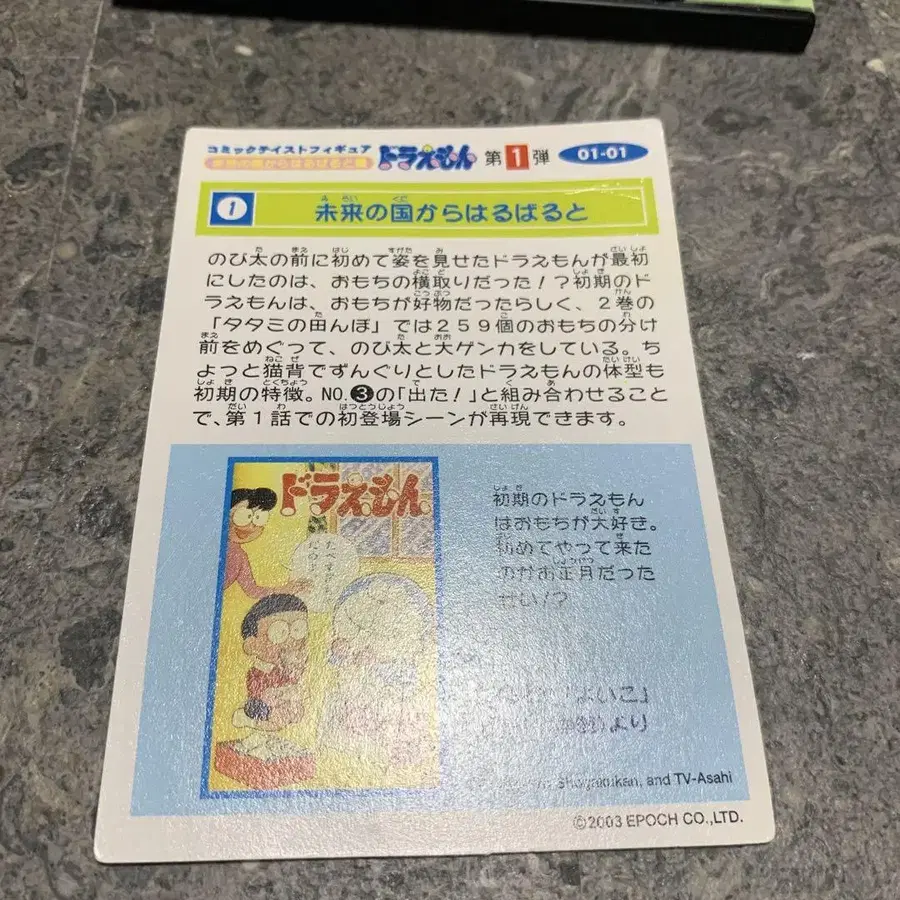 コミックテイストフィギュア
未来の国からはるばると編
ドラえもん 第1弾 01-01
1 未来の国からはるばると
のび太の前に初めて姿を見せたドラえもんが最初
にしたのは、おもちの横取りだった!?初期のド
ラえもんは、おもちが好物だったらしく、2巻の
「タタミの田んぼ」では259個のおもちの分け
前をめぐって、のび太と大ゲンカをしている。ち
ょっと猫背でずんぐりとしたドラえもんの体型も
初期の特徴。NO.❸の「出た!」と組み合わせること
で、第1話での初登場シーンが再現できます。
ドラえもん
初期のドラえもん
はおもちが大好き。
初めてやって来た
のがお正月だった
せい!?
よいこ」
より
Shogakukan, and TV-Asahi
©2003 EPOCH CO.,LTD.